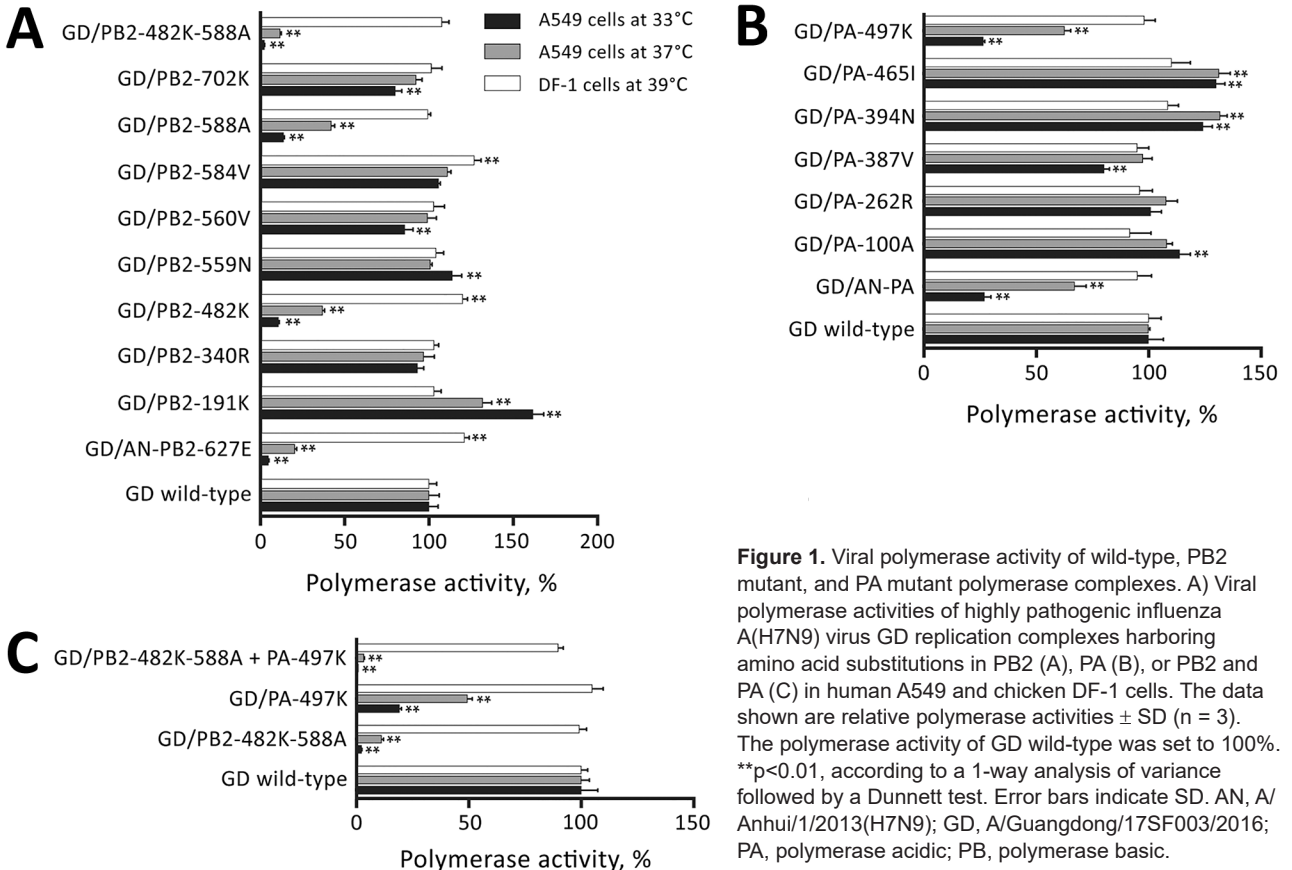 A
GD/PB2-482K-588A
**
**
GD/PB2-702K
**
GD/PB2-588A
**
**
GD/PB2-584V
**
GD/PB2-560V
**
GD/PB2-559N
**
GD/PB2-482K
**
**
**
GD/PB2-340R
GD/PB2-191K
**
**
GD/AN-PB2-627E
**
**
**
GD wild-type
0 50 100 150 200
Polymerase activity, %
A549 cells at 33°C
A549 cells at 37°C
DF-1 cells at 39°C
B
GD/PA-497K
**
**
GD/PA-465I
**
**
GD/PA-394N
**
**
GD/PA-387V
**
GD/PA-262R
GD/PA-100A
**
GD/AN-PA
**
**
GD wild-type
0 50 100 150
Polymerase activity, %
C
GD/PB2-482K-588A + PA-497K
**
**
GD/PA-497K
**
**
GD/PB2-482K-588A
**
**
GD wild-type
0 50 100 150
Polymerase activity, %
Figure 1. Viral polymerase activity of wild-type, PB2
mutant, and PA mutant polymerase complexes. A) Viral
polymerase activities of highly pathogenic influenza
A(H7N9) virus GD replication complexes harboring
amino acid substitutions in PB2 (A), PA (B), or PB2 and
PA (C) in human A549 and chicken DF-1 cells. The data
shown are relative polymerase activities ± SD (n = 3).
The polymerase activity of GD wild-type was set to 100%.
**p<0.01, according to a 1-way analysis of variance
followed by a Dunnett test. Error bars indicate SD. AN, A/
Anhui/1/2013(H7N9); GD, A/Guangdong/17SF003/2016;
PA, polymerase acidic; PB, polymerase basic.